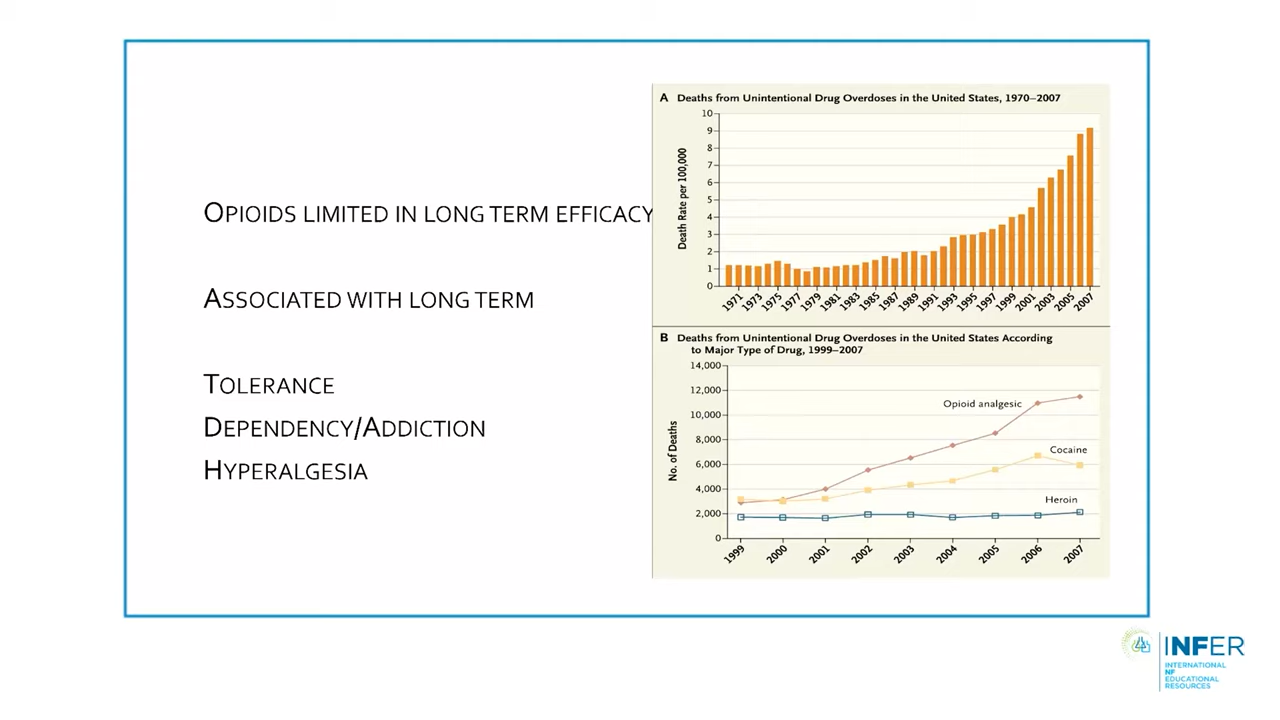 OPIOIDS LIMITED IN LONG TERM EFFICACY
ASSOCIATED WITH LONG TERM
TOLERANCE
DEPENDENCY/ADDICTION
HYPERALGESIA
A Deaths from Unintentional Drug Overdoses in the United States, 1970–2007
Death Rate per 100,000
10
9
8
7
6
5
4
3
2
1
0
1971 1973 1975 1977 1979 1981 1983 1985 1987 1989 1991 1993 1995 1997 1999 2001 2003 2005 2007
B Deaths from Unintentional Drug Overdoses in the United States According
to Major Type of Drug, 1999–2007
No. of Deaths
14,000
12,000
10,000
8,000
6,000
4,000
2,000
0
Opioid analgesic
Cocaine
Heroin
1999 2000 2001 2002 2003 2004 2005 2006 2007
INFER
INTERNATIONAL
NF
EDUCATIONAL
RESOURCES